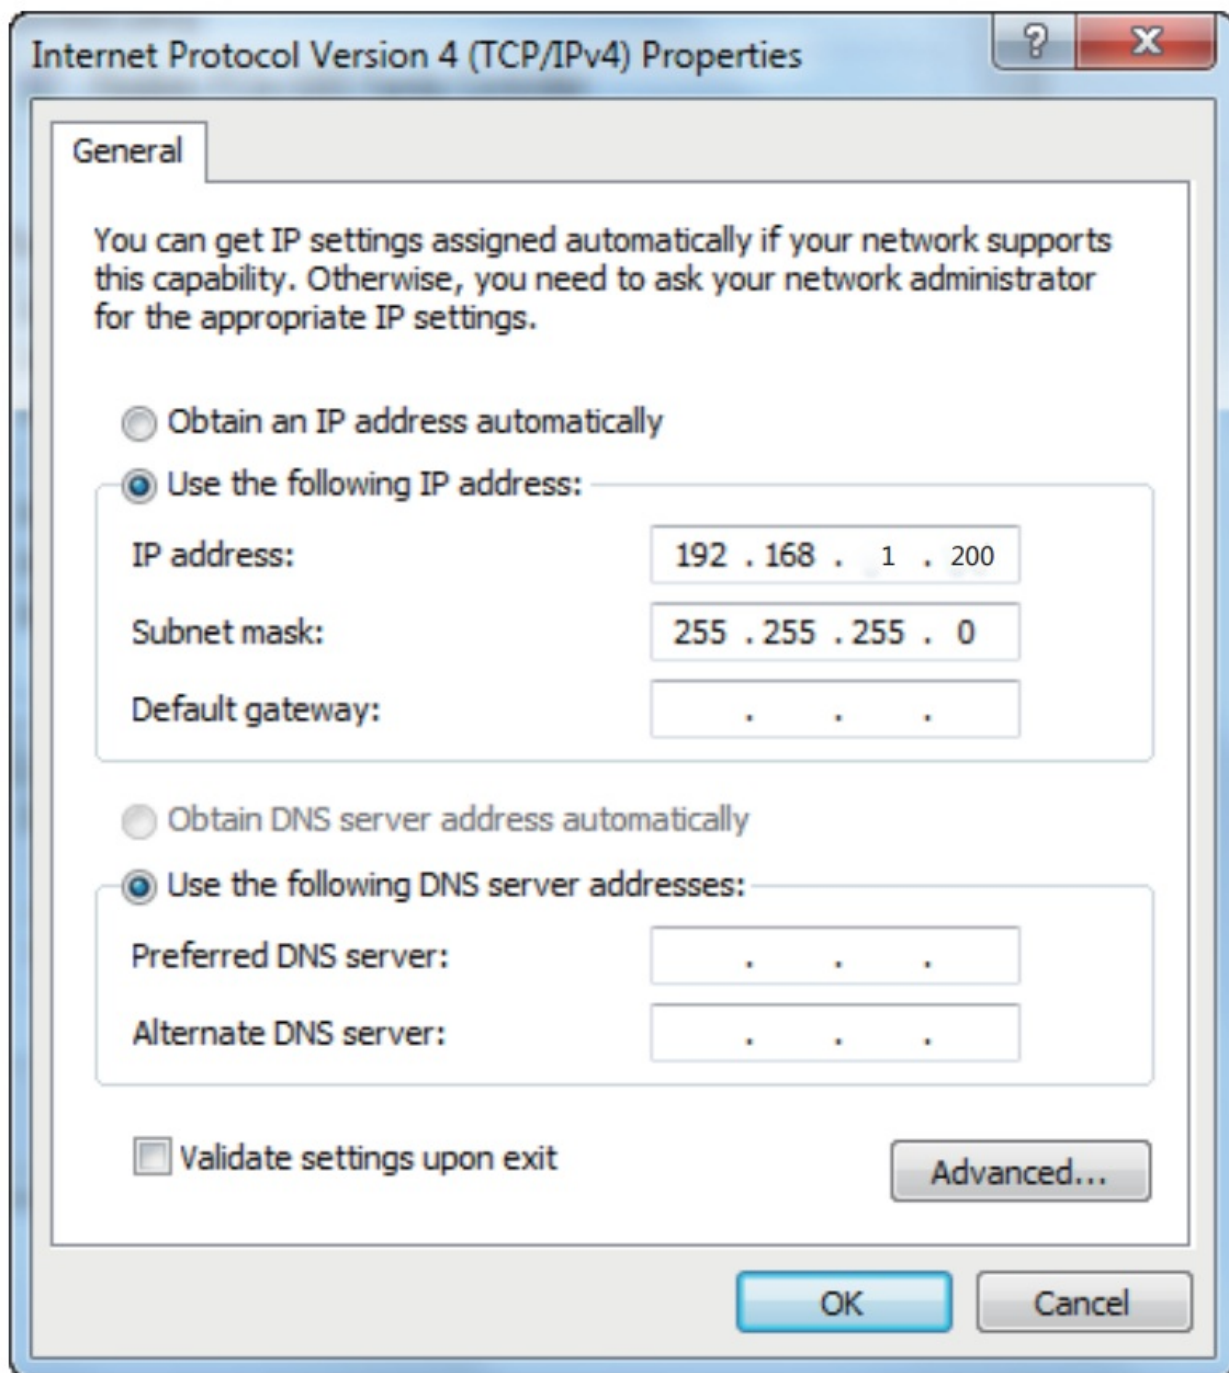 Internet Protocol Version 4 (TCP/IPv4) Properties
?
X
General
You can get IP settings assigned automatically if your network supports
this capability. Otherwise, you need to ask your network administrator
for the appropriate IP settings.
Obtain an IP address automatically
Use the following IP address:
IP address: 192 . 168 . 1 . 200
Subnet mask: 255 . 255 . 255 . 0
Default gateway: . . .
Obtain DNS server address automatically
Use the following DNS server addresses:
Preferred DNS server: . . .
Alternate DNS server: . . .
Validate settings upon exit
Advanced...
OK Cancel